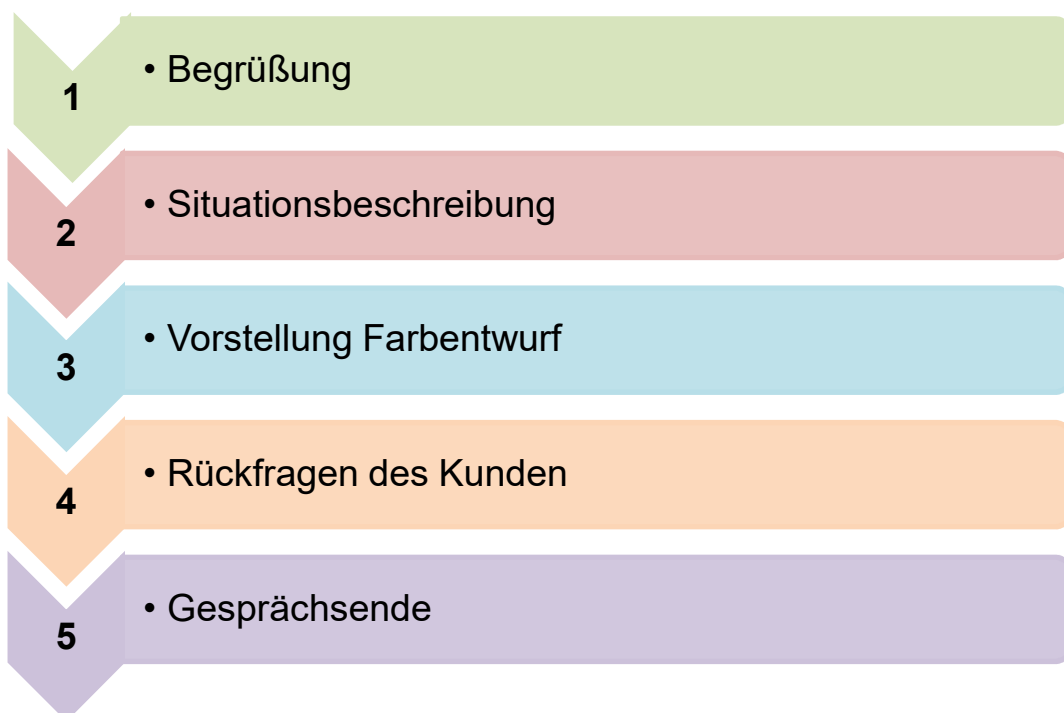 1 • Begrüßung
2 • Situationsbeschreibung
3 • Vorstellung Farbentwurf
4 • Rückfragen des Kunden
5 • Gesprächsende